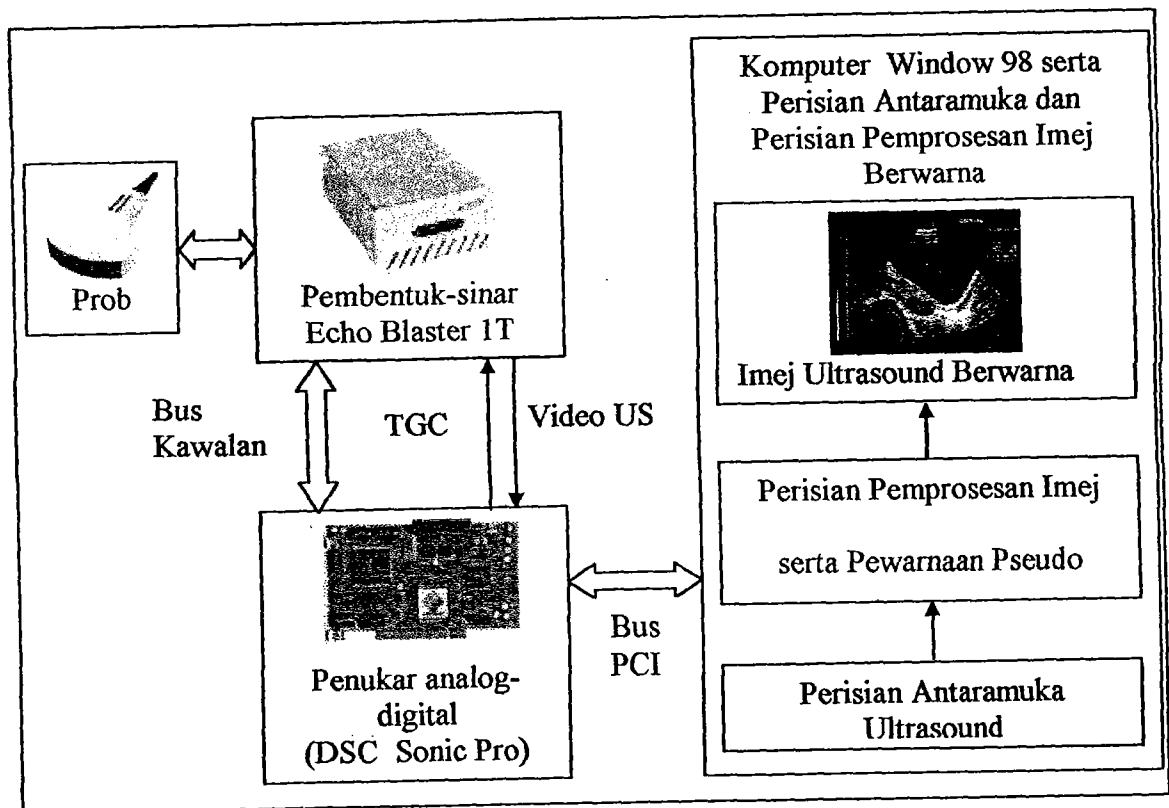 Prob
Pembentuk-sinar
Echo Blaster 1T
Bus
Kawalan
TGC
Video US
Penukar analog-
digital
(DSC Sonic Pro)
Bus
PCI
Komputer Window 98 serta
Perisian Antaramuka dan
Perisian Pemprosesan Imej
Berwarna
Imej Ultrasound Berwarna
Perisian Pemprosesan Imej
serta Pewarnaan Pseudo
Perisian Antaramuka
Ultrasound